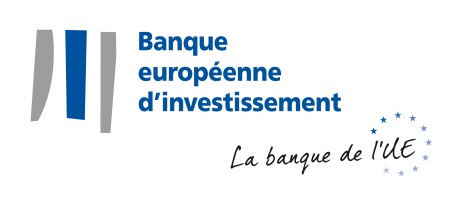 Banque
européenne
d’investissement
La banque de l'UE